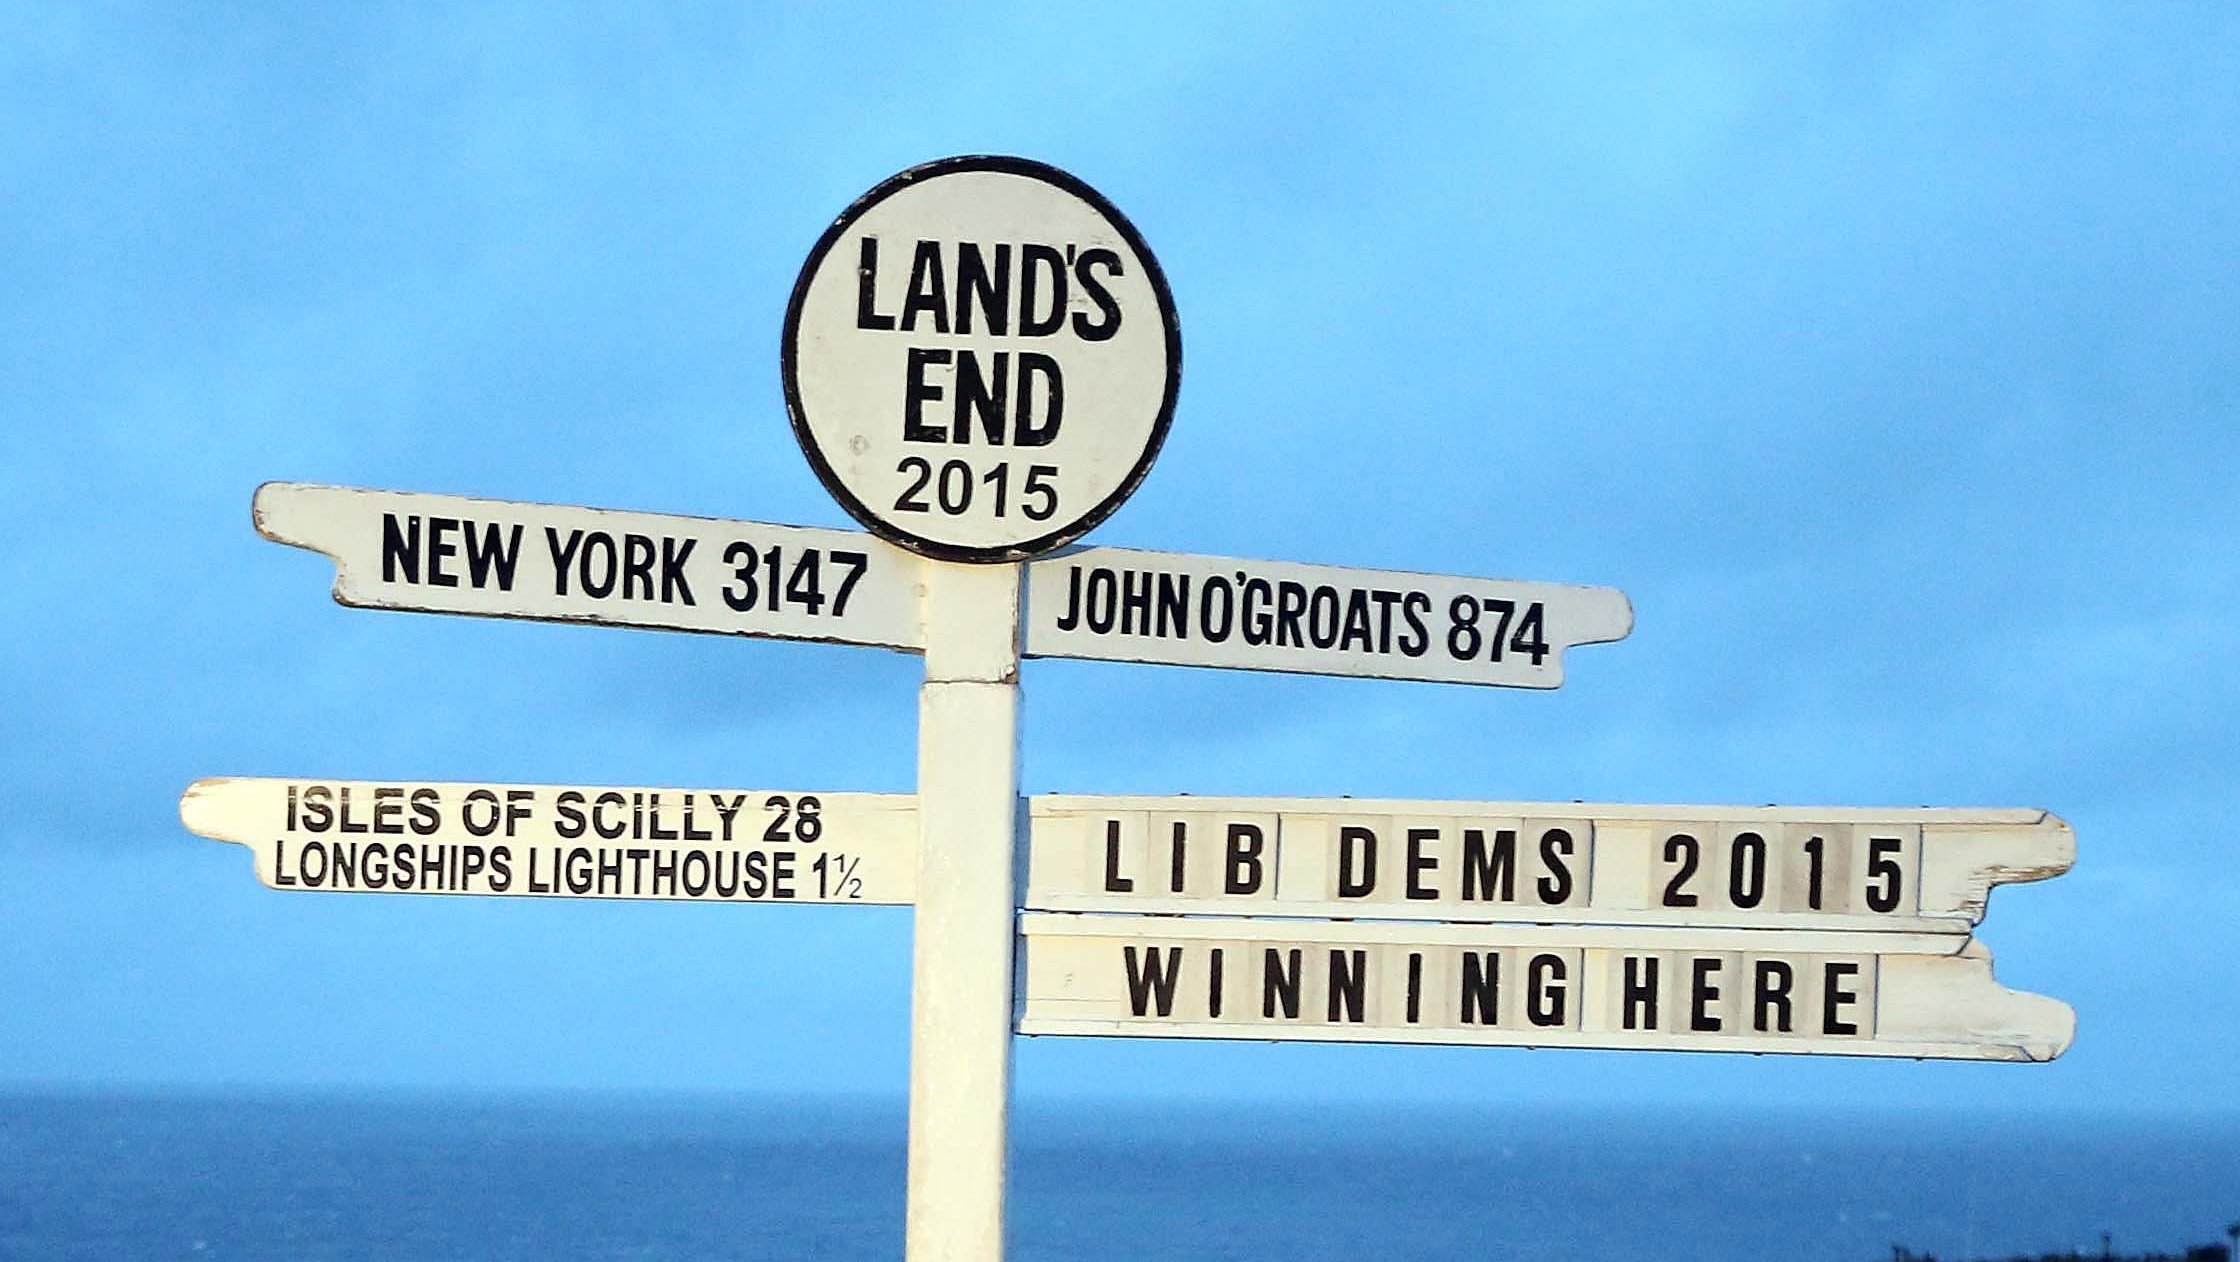 LAND'S
END
2015
NEW YORK 3147
JOHN O'GROATS 874
ISLES OF SCILLY 28
LONGSHIPS LIGHTHOUSE 1½
LIB DEMS 2015
WINNING HERE